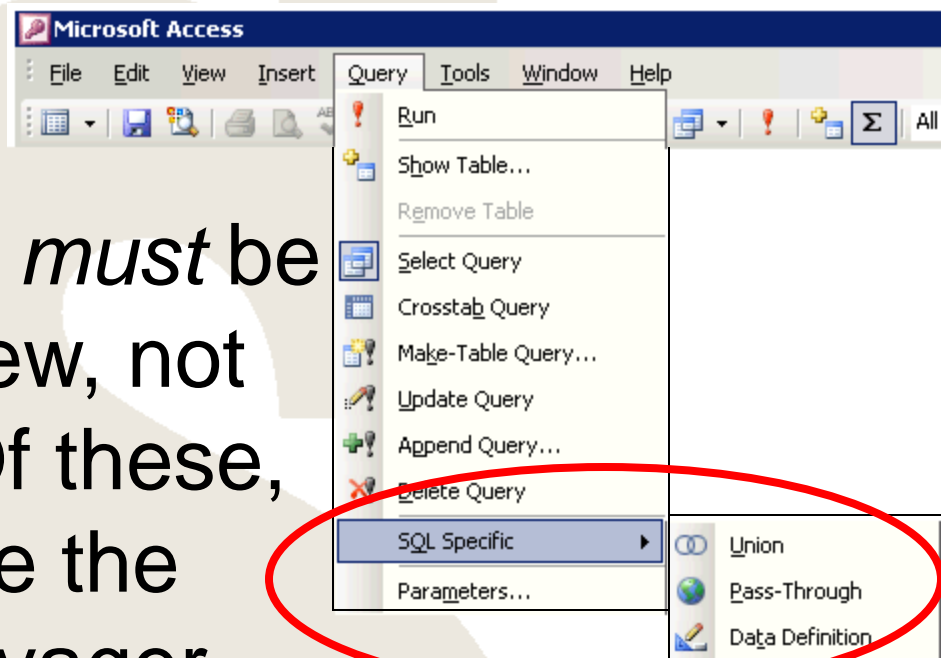 Microsoft Access
File Edit View Insert Query Tools Window Help
Σ All
Run
Show Table...
Remove Table
Select Query
Crosstab Query
Make-Table Query...
Update Query
Append Query...
Delete Query
SQL Specific
Parameters...
Union
Pass-Through
Data Definition
must be
ew, not
Of these,
e the